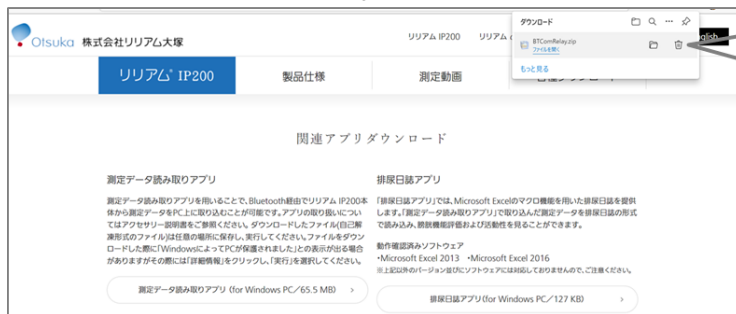 Otsuka 株式会社リリアム大塚
リリアム IP200
リリアム
glish
ダウンロード
BTComRelay.zip
ファイルを開く
もっと見る
リリアム® IP200
製品仕様
測定動画
各種ダウンロード
関連アプリダウンロード
測定データ読み取りアプリ
測定データ読み取りアプリを用いることで、Bluetooth経由でリリアム IP200本
体から測定データをPC上に取り込むことが可能です。アプリの取り扱いについ
てはアクセサリー説明書をご参照ください。ダウンロードしたファイル(自己解
凍形式のファイル)は任意の場所に保存し、実行してください。ファイルをダウン
ロードした際に「WindowsによってPCが保護されました」との表示が出る場合
がありますがその際には「詳細情報」をクリックし、「実行」を選択してください。
測定データ読み取りアプリ (for Windows PC/65.5 MB)
排尿日誌アプリ
「排尿日誌アプリ」では、Microsoft Excelのマクロ機能を用いた排尿日誌を提供
します。「測定データ読み取りアプリ」で取り込んだ測定データを排尿日誌の形式
で読み込み、膀胱機能評価および活動性を見ることができます。
動作確認済みソフトウェア
•Microsoft Excel 2013 •Microsoft Excel 2016
※上記以外のバージョン並びにソフトウェアには対応しておりませんので、ご注意ください。
排尿日誌アプリ(for Windows PC/127 KB)